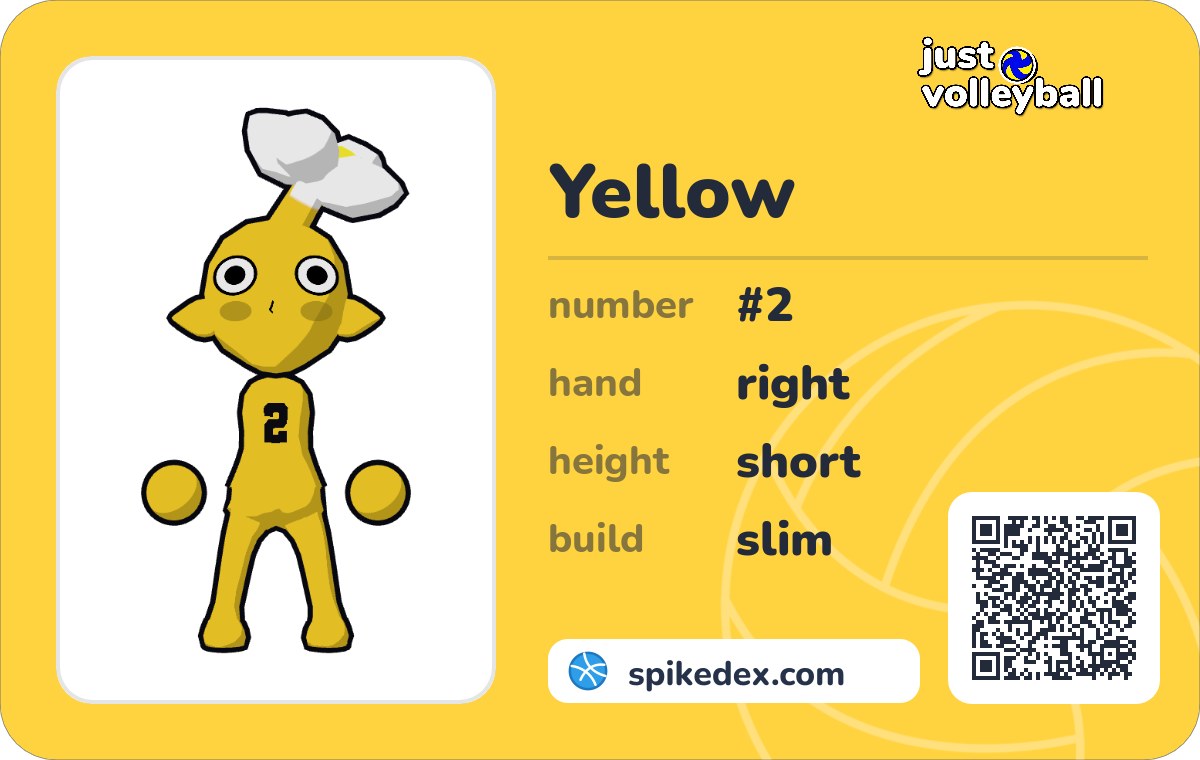 just
volleyball
Yellow
number #2
hand right
height short
build slim
2
spikedex.com